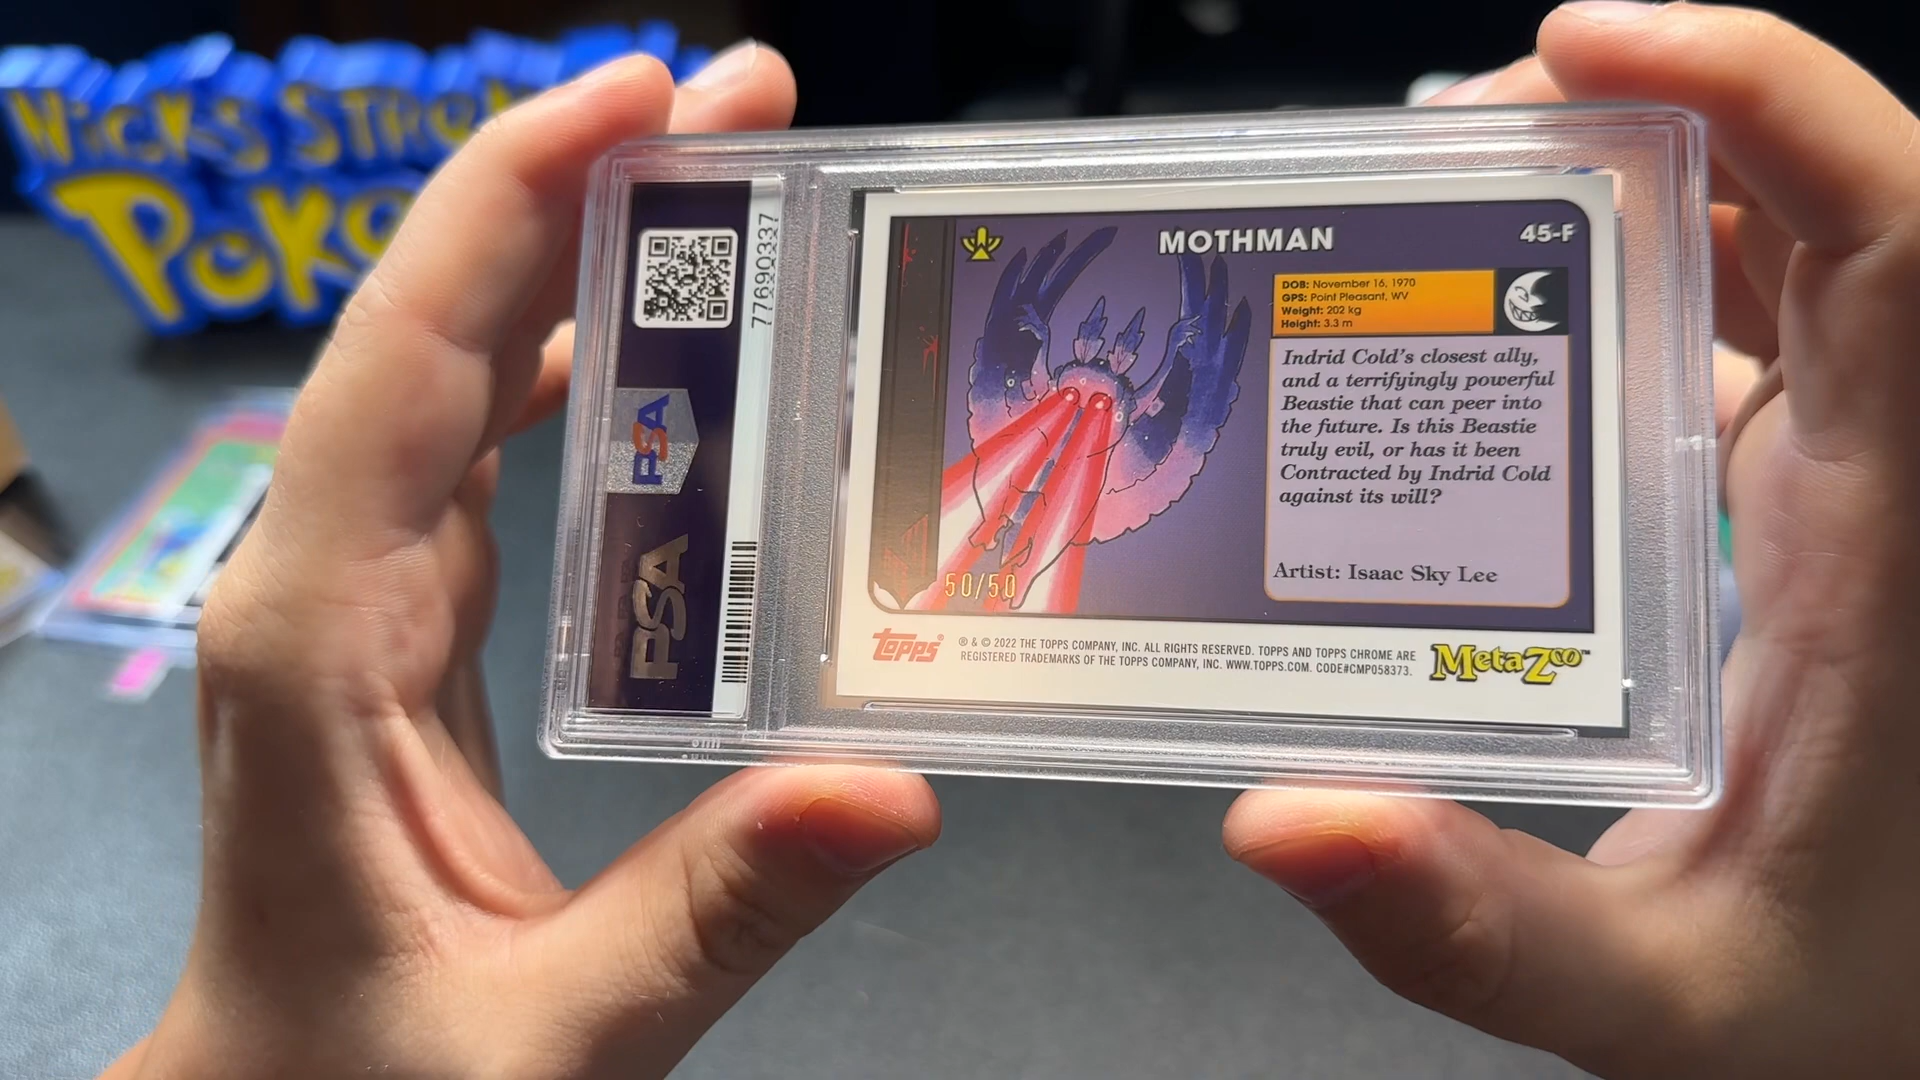 Nicks
Poke
77690337
PSA
PSA
MOTHMAN
45-F
DOB: November 16, 1970
GPS: Point Pleasant, WV
Weight: 202 kg
Height: 3.3 m
Indrid Cold's closest ally,
and a terrifyingly powerful
Beastie that can peer into
the future. Is this Beastie
truly evil, or has it been
Contracted by Indrid Cold
against its will?
Artist: Isaac Sky Lee
50/50
topps®
® & © 2022 THE TOPPS COMPANY, INC. ALL RIGHTS RESERVED. TOPPS AND TOPPS CHROME ARE
REGISTERED TRADEMARKS OF THE TOPPS COMPANY, INC. WWW.TOPPS.COM. CODE#CMP058373.
MetaZoo™